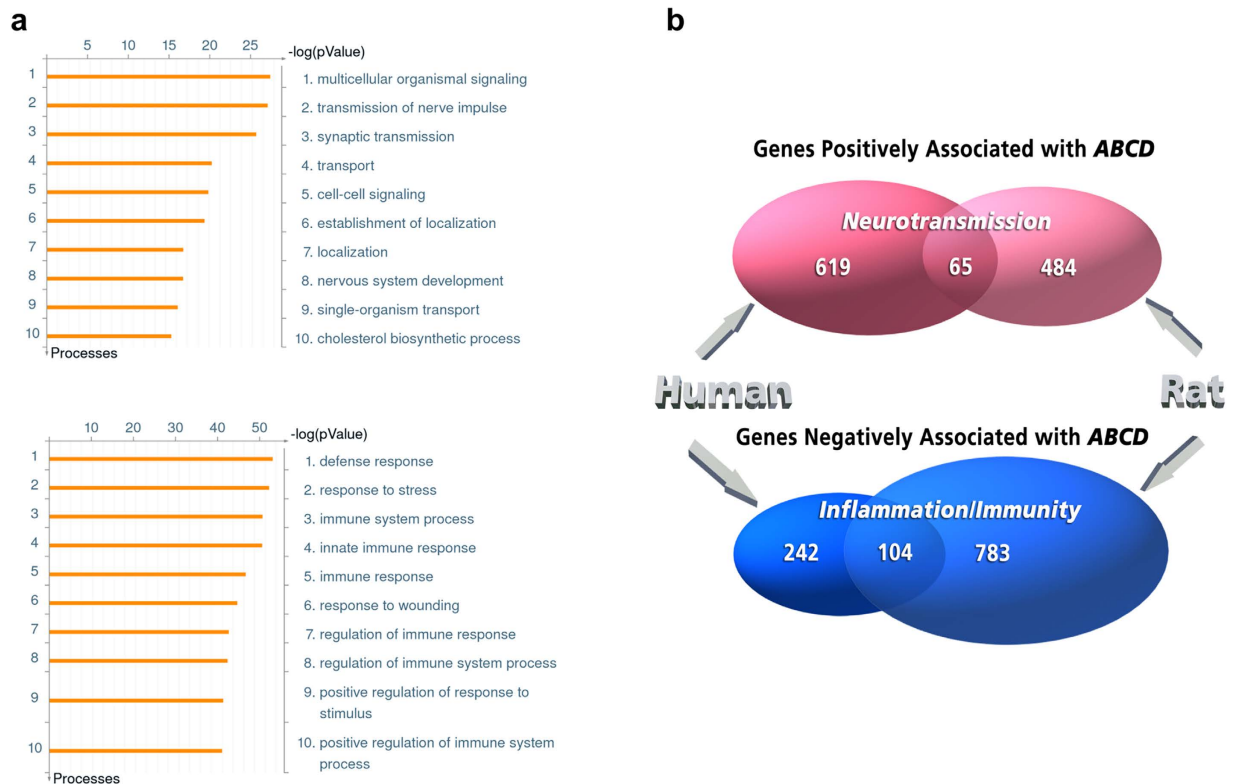 a
5 10 15 20 25
-log(pValue)
1
2
3
4
5
6
7
8
9
10
Processes
1. multicellular organismal signaling
2. transmission of nerve impulse
3. synaptic transmission
4. transport
5. cell-cell signaling
6. establishment of localization
7. localization
8. nervous system development
9. single-organism transport
10. cholesterol biosynthetic process
10 20 30 40 50
-log(pValue)
1
2
3
4
5
6
7
8
9
10
Processes
1. defense response
2. response to stress
3. immune system process
4. innate immune response
5. immune response
6. response to wounding
7. regulation of immune response
8. regulation of immune system process
9. positive regulation of response to
stimulus
10. positive regulation of immune system
process
b
Genes Positively Associated with ABCD
Neurotransmission
619 65 484
Human Rat
Genes Negatively Associated with ABCD
Inflammation/Immunity
242 104 783